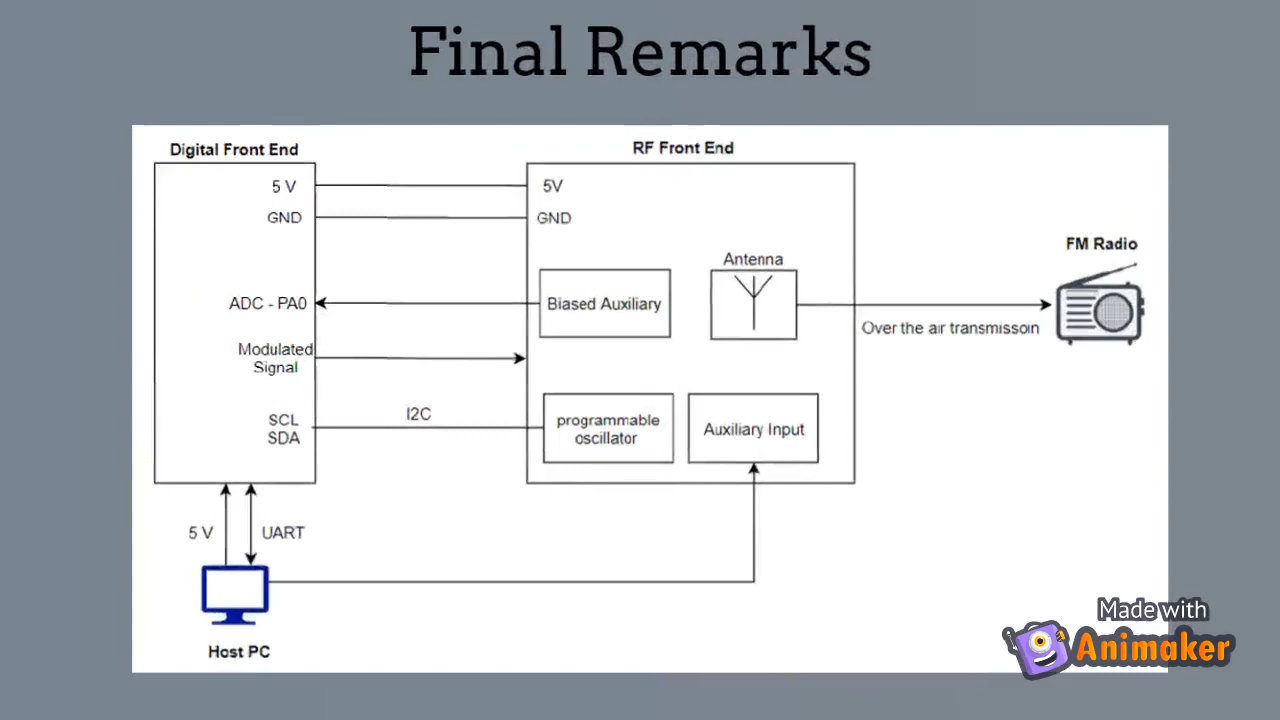 Final Remarks
Digital Front End
RF Front End
5 V
5V
GND
GND
Antenna
FM Radio
ADC - PA0
Biased Auxiliary
Over the air transmissoin
Modulated
Signal
I2C
SCL
SDA
programmable
oscillator
Auxiliary Input
5 V
UART
Host PC
Made with
Animaker